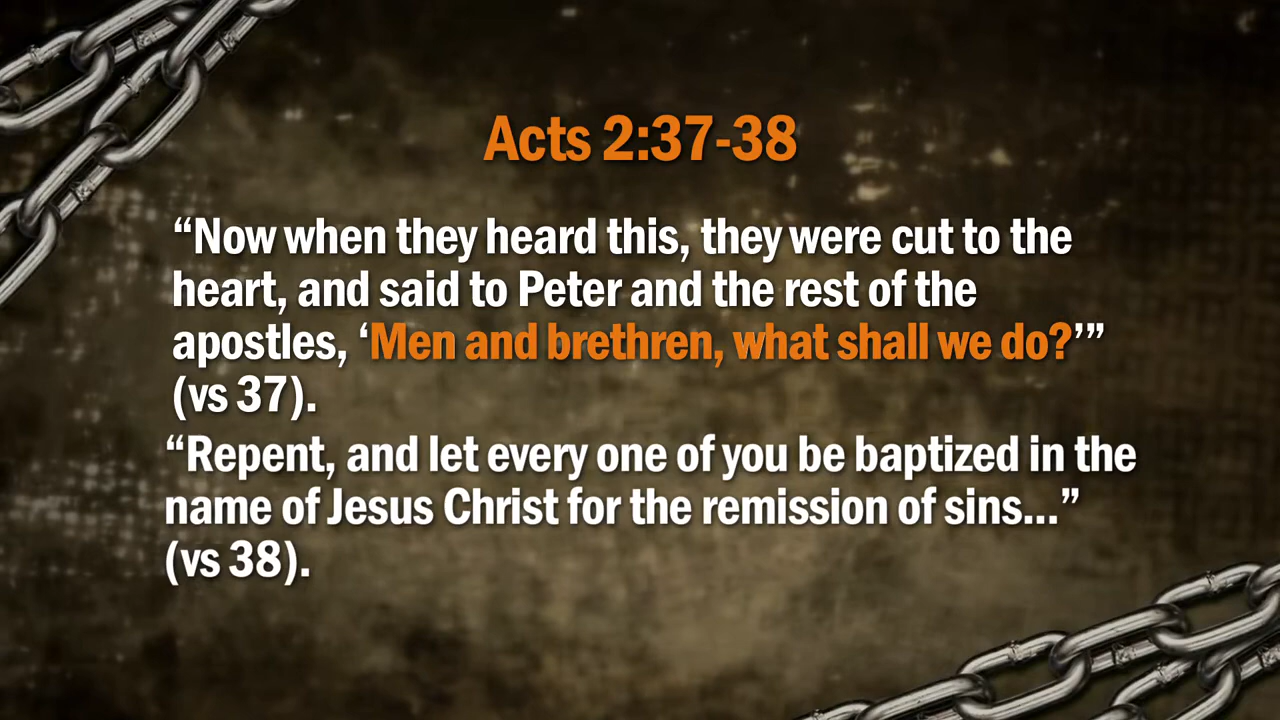 Acts 2:37-38
“Now when they heard this, they were cut to the
heart, and said to Peter and the rest of the
apostles, ‘Men and brethren, what shall we do?’”
(vs 37).
“Repent, and let every one of you be baptized in the
name of Jesus Christ for the remission of sins...”
(vs 38).